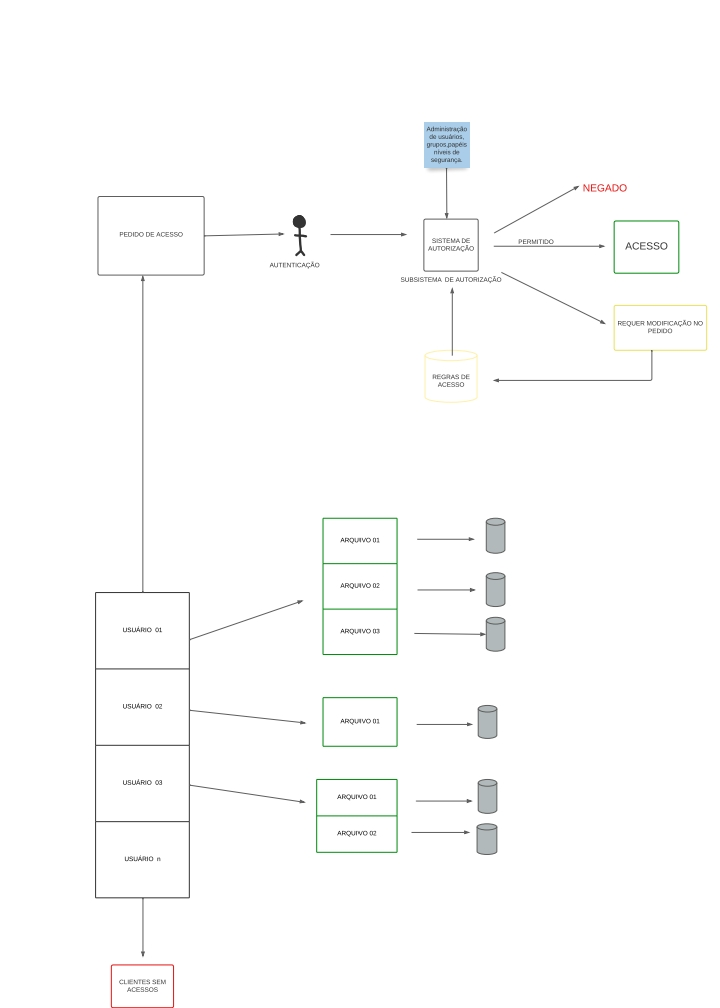 Administração
de usuários,
grupos,papéis
níveis de
segurança.
NEGADO
PEDIDO DE ACESSO
SISTEMA DE
AUTORIZAÇÃO
PERMITIDO
ACESSO
AUTENTICAÇÃO
SUBSISTEMA DE AUTORIZAÇÃO
REQUER MODIFICAÇÃO NO
PEDIDO
REGRAS DE
ACESSO
ARQUIVO 01
ARQUIVO 02
ARQUIVO 03
USUÁRIO 01
USUÁRIO 02
ARQUIVO 01
USUÁRIO 03
ARQUIVO 01
ARQUIVO 02
USUÁRIO n
CLIENTES SEM
ACESSOS